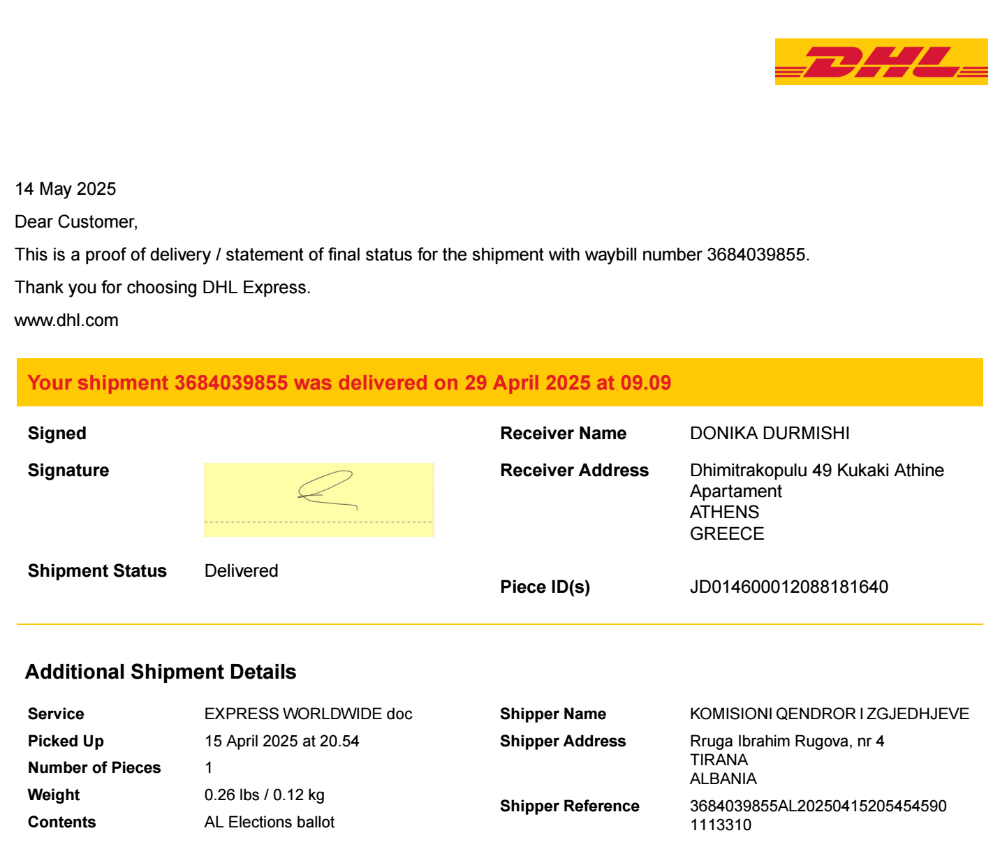 DHL
14 May 2025
Dear Customer,
This is a proof of delivery / statement of final status for the shipment with waybill number 3684039855.
Thank you for choosing DHL Express.
www.dhl.com
Your shipment 3684039855 was delivered on 29 April 2025 at 09.09
Signed
Receiver Name DONIKA DURMISHI
Signature
Receiver Address Dhimitrakopulu 49 Kukaki Athine
Apartament
ATHENS
GREECE
Shipment Status Delivered
Piece ID(s) JD014600012088181640
Additional Shipment Details
Service EXPRESS WORLDWIDE doc
Picked Up 15 April 2025 at 20.54
Number of Pieces 1
Weight 0.26 lbs / 0.12 kg
Contents AL Elections ballot
Shipper Name KOMISIONI QENDROR I ZGJEDHJEVE
Shipper Address Rruga Ibrahim Rugova, nr 4
TIRANA
ALBANIA
Shipper Reference 3684039855AL20250415205454590
1113310